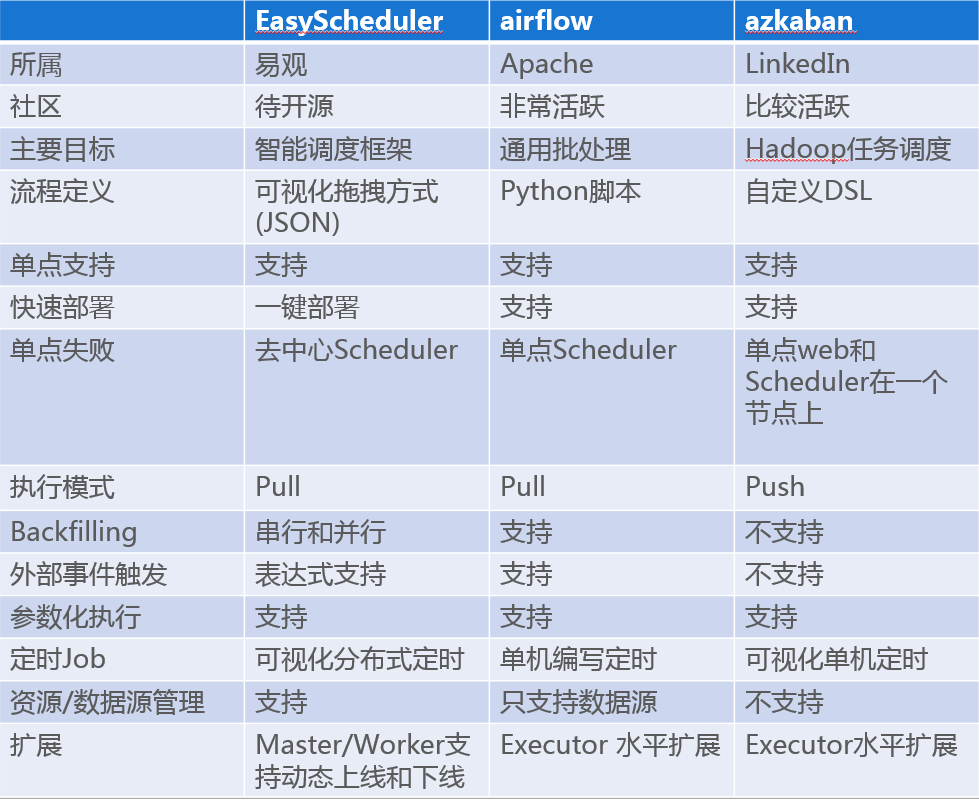 EasyScheduler airflow azkaban
所属 易观 Apache LinkedIn
社区 待开源 非常活跃 比较活跃
主要目标 智能调度框架 通用批处理 Hadoop任务调度
流程定义 可视化拖拽方式 Python脚本 自定义DSL
(JSON)
单点支持 支持 支持 支持
快速部署 一键部署 支持 支持
单点失败 去中心Scheduler 单点Scheduler 单点web和
Scheduler在一个
节点上
执行模式 Pull Pull Push
Backfilling 串行和并行 支持 不支持
外部事件触发 表达式支持 支持 不支持
参数化执行 支持 支持 支持
定时Job 可视化分布式定时 单机编写定时 可视化单机定时
资源/数据源管理 支持 只支持数据源 不支持
扩展 Master/Worker支 Executor 水平扩展 Executor水平扩展
持动态上线和下线